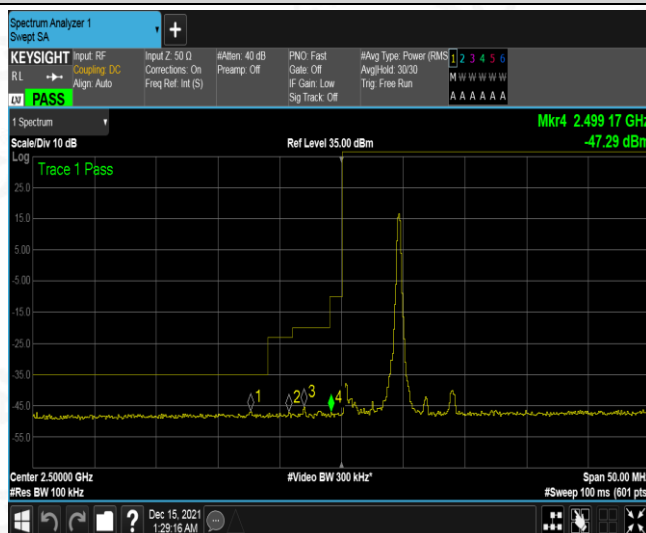 Spectrum Analyzer 1
Swept SA
+
KEYSIGHT Input: RF Input Z: 50 Ω #Atten: 40 dB PNO: Fast #Avg Type: Power (RMS 1 2 3 4 5 6
R L Coupling: DC Corrections: On Preamp: Off Gate: Off Avg|Hold: 30/30 M W W W W W
Align: Auto Freq Ref: Int (S) IF Gain: Low Trig: Free Run
LXI PASS Sig Track: Off A A A A A A
1 Spectrum Mkr4 2.499 17 GHz
Scale/Div 10 dB Ref Level 35.00 dBm -47.29 dBm
Log
Trace 1 Pass
25.0
15.0
5.00
-5.00
-15.0
-25.0
-35.0
1 2 3 4
-45.0
-55.0
Center 2.50000 GHz #Video BW 300 kHz* Span 50.00 MHz
#Res BW 100 kHz #Sweep 100 ms (601 pts
? Dec 15, 2021
1:29:16 AM